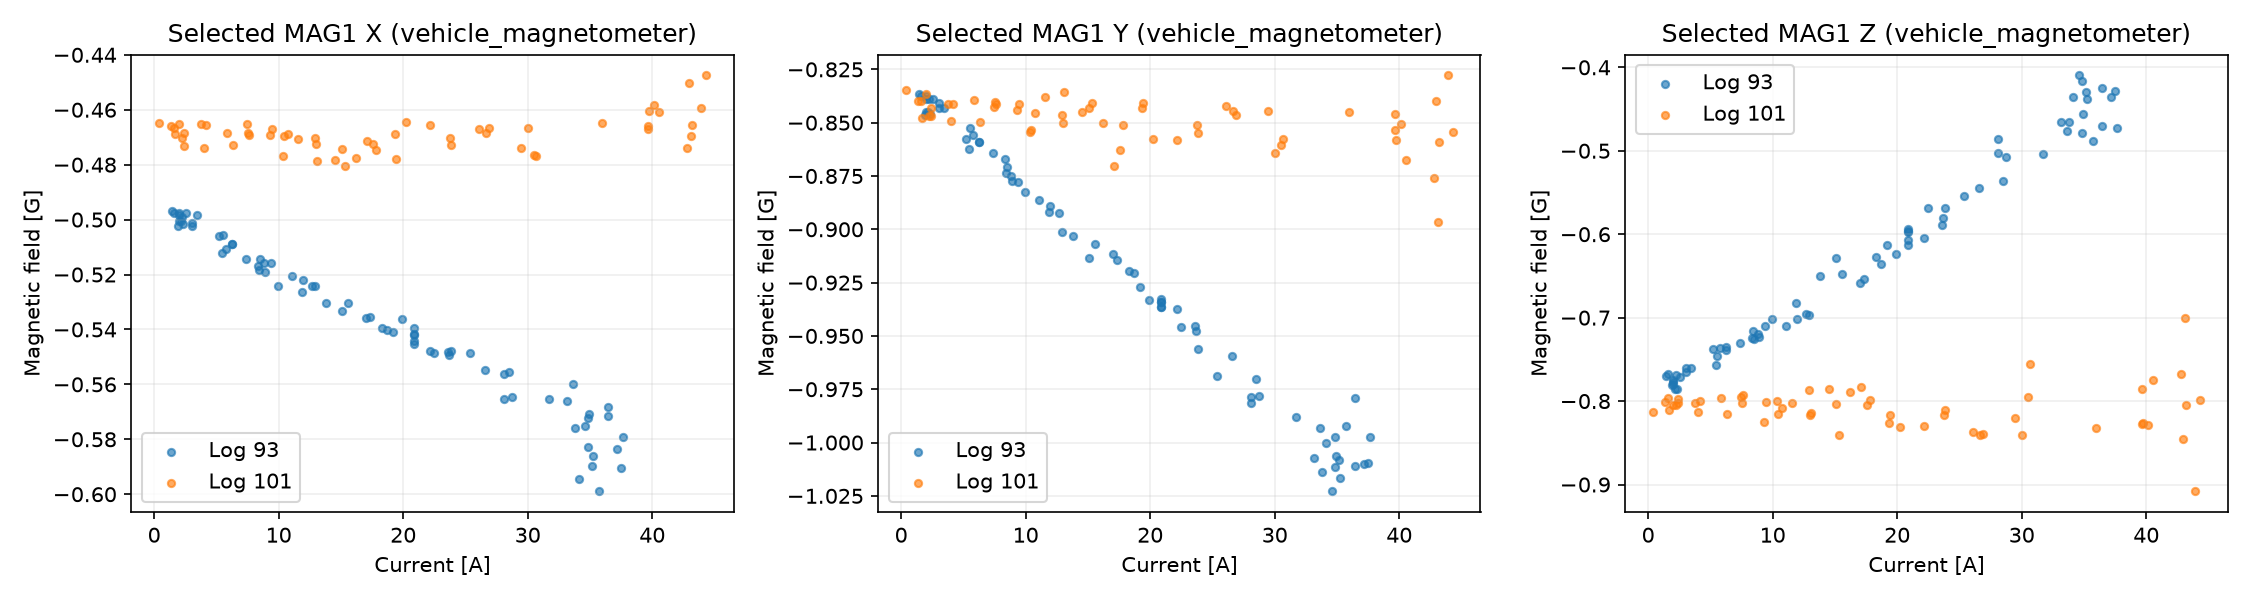 Selected MAG1 X (vehicle_magnetometer)
−0.44
−0.46
−0.48
−0.50
−0.52
−0.54
−0.56
−0.58
−0.60
Magnetic field [G]
Log 93
Log 101
0 10 20 30 40
Current [A]
Selected MAG1 Y (vehicle_magnetometer)
−0.825
−0.850
−0.875
−0.900
−0.925
−0.950
−0.975
−1.000
−1.025
Magnetic field [G]
Log 93
Log 101
0 10 20 30 40
Current [A]
Selected MAG1 Z (vehicle_magnetometer)
−0.4
−0.5
−0.6
−0.7
−0.8
−0.9
Magnetic field [G]
Log 93
Log 101
0 10 20 30 40
Current [A]